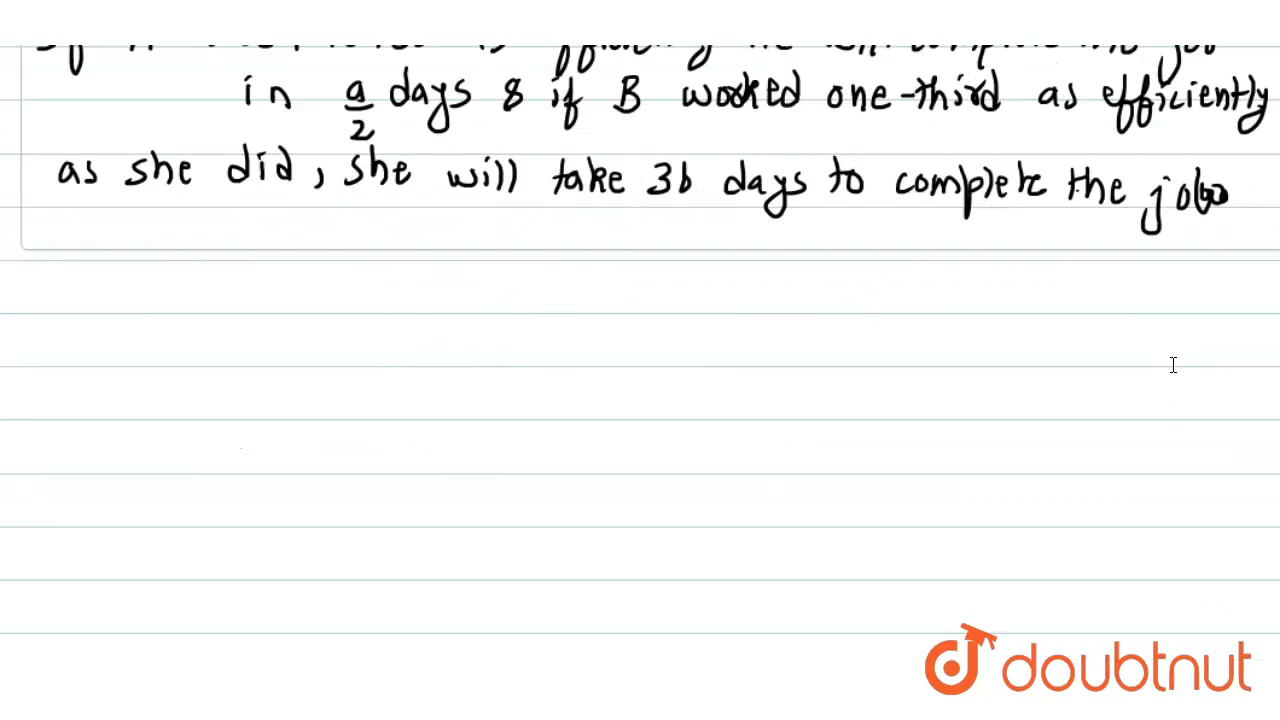 in a/2 days & if B worked one-third as efficiently
as she did, she will take 3b days to complete the job
doubtnut